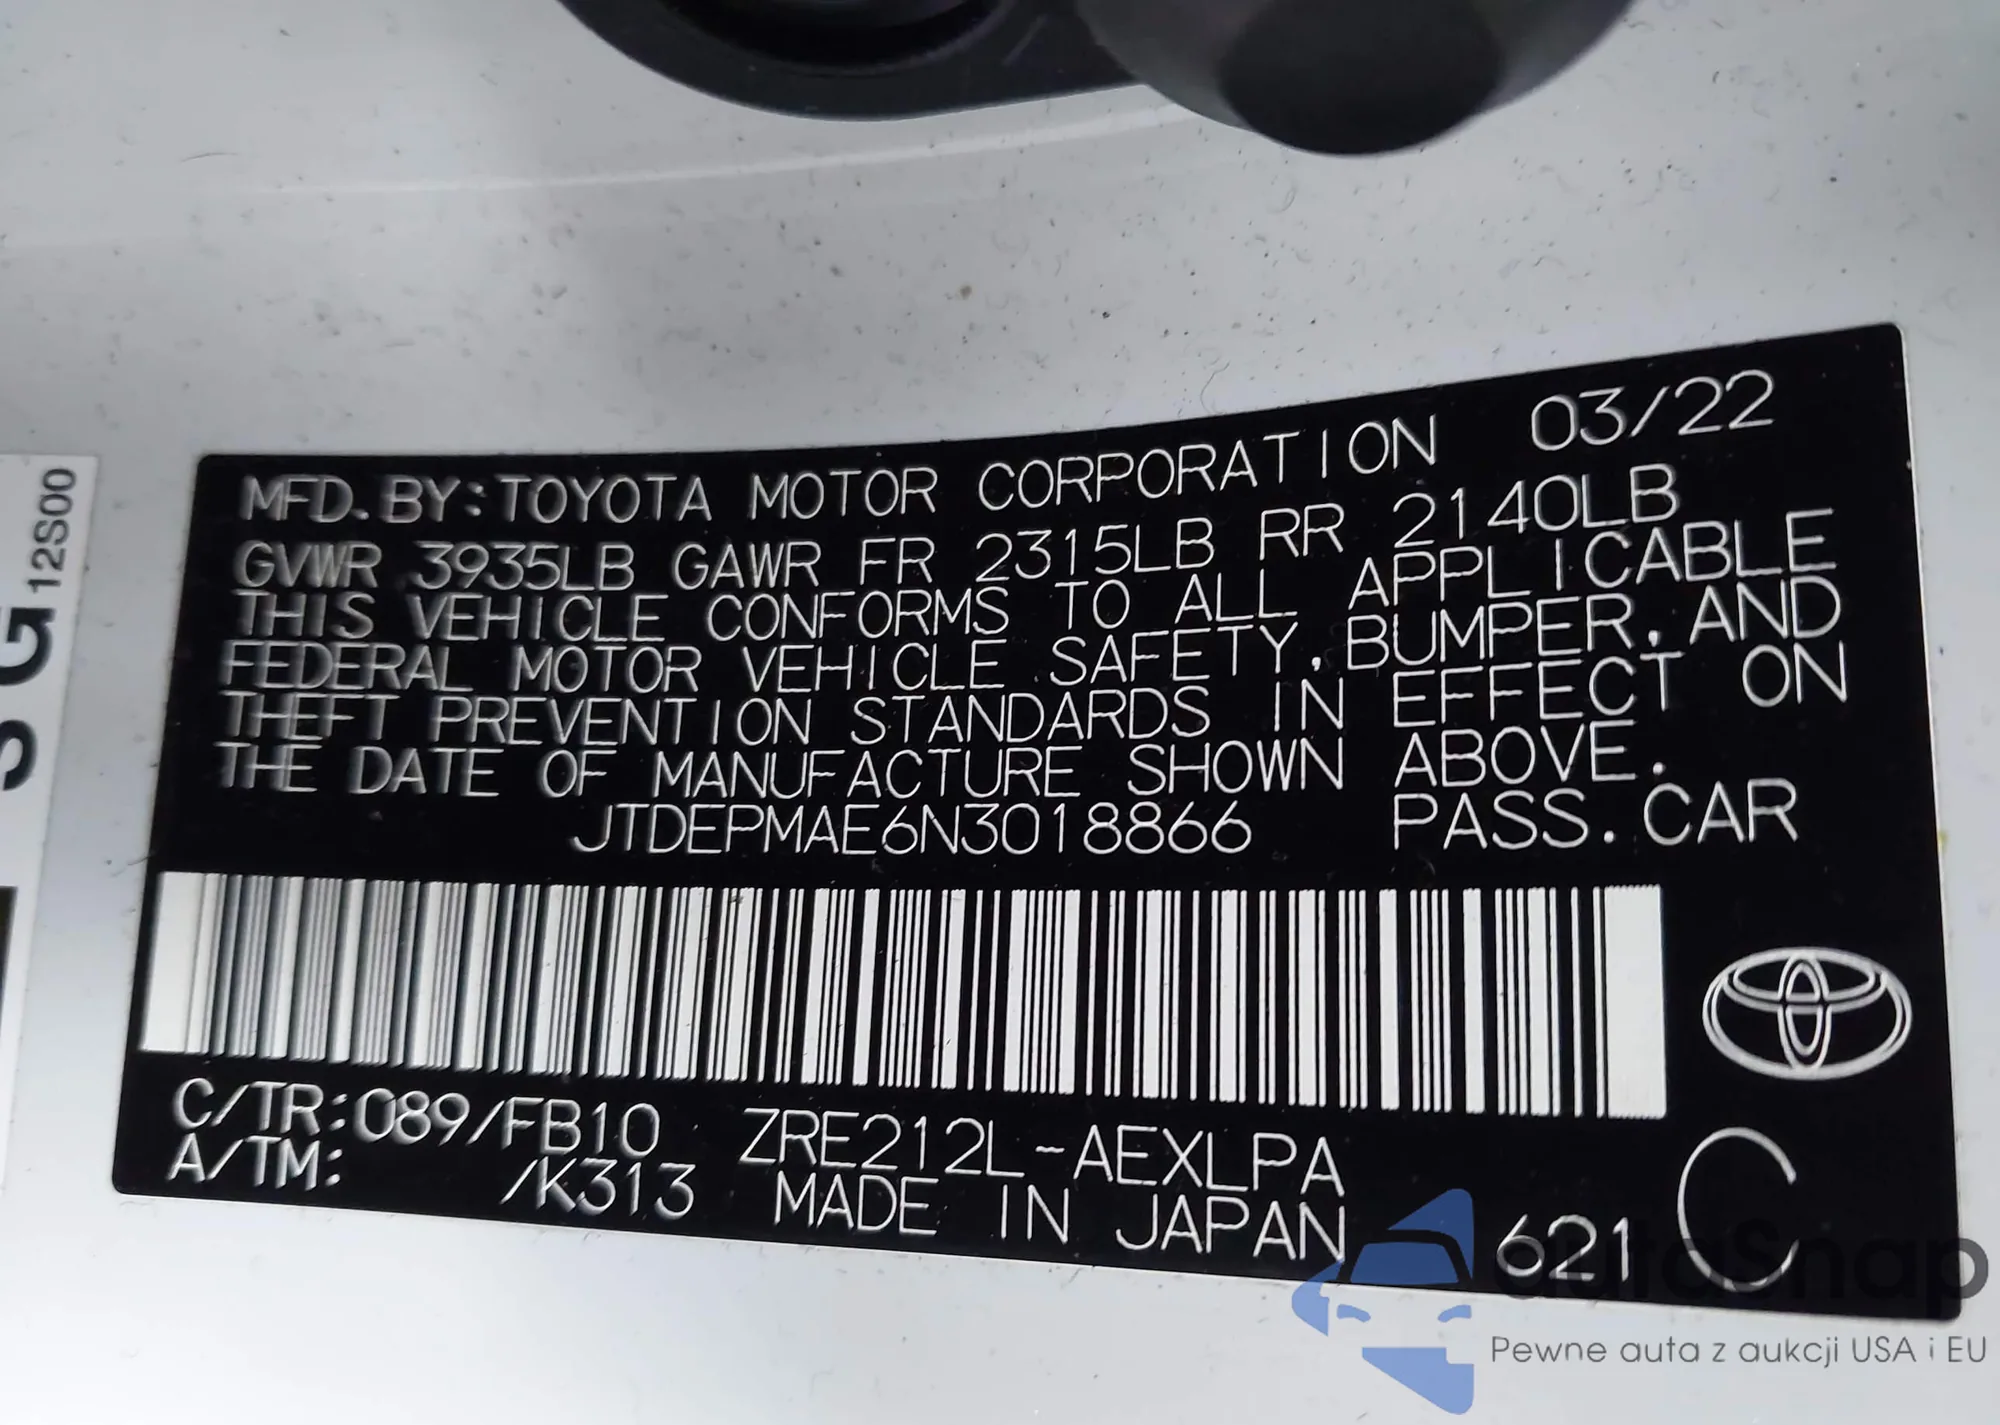 MFD. BY: TOYOTA MOTOR CORPORATION 03/22
GVWR 3935LB GAWR FR 2315LB RR 2140LB
THIS VEHICLE CONFORMS TO ALL APPLICABLE
FEDERAL MOTOR VEHICLE SAFETY, BUMPER, AND
THEFT PREVENTION STANDARDS IN EFFECT ON
THE DATE OF MANUFACTURE SHOWN ABOVE.
JTDEPMAE6N3018866 PASS. CAR
C/TR:089/FB10 ZRE212L-AEXLPA
A/TM: /K313 MADE IN JAPAN 621 C
SG 12S00
autoSnap
Pewne auta z aukcji USA i EU